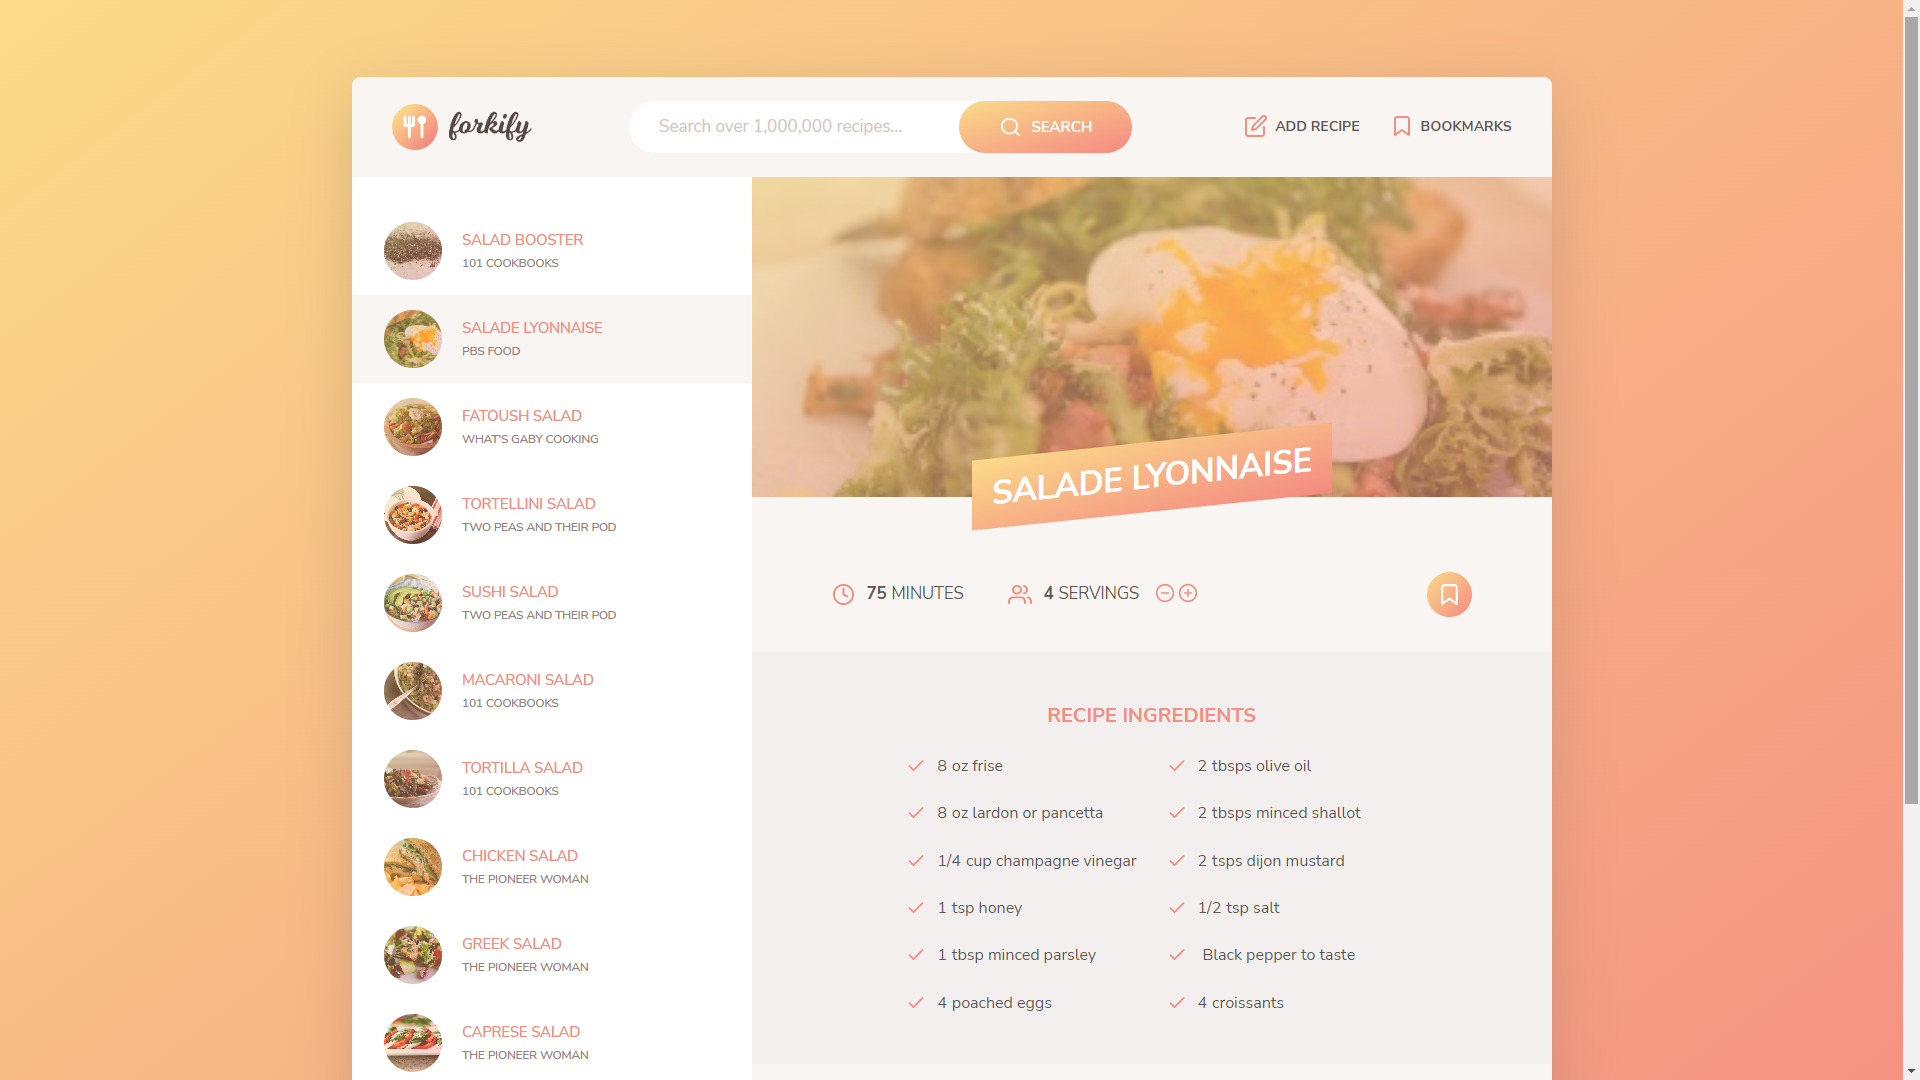 forkify
Search over 1,000,000 recipes...
SEARCH
ADD RECIPE
BOOKMARKS
SALAD BOOSTER
101 COOKBOOKS
SALADE LYONNAISE
PBS FOOD
FATOUSH SALAD
WHAT'S GABY COOKING
TORTELLINI SALAD
TWO PEAS AND THEIR POD
SUSHI SALAD
TWO PEAS AND THEIR POD
MACARONI SALAD
101 COOKBOOKS
TORTILLA SALAD
101 COOKBOOKS
CHICKEN SALAD
THE PIONEER WOMAN
GREEK SALAD
THE PIONEER WOMAN
CAPRESE SALAD
THE PIONEER WOMAN
SALADE LYONNAISE
75 MINUTES
4 SERVINGS
RECIPE INGREDIENTS
8 oz frise
2 tbsps olive oil
8 oz lardon or pancetta
2 tbsps minced shallot
1/4 cup champagne vinegar
2 tsps dijon mustard
1 tsp honey
1/2 tsp salt
1 tbsp minced parsley
Black pepper to taste
4 poached eggs
4 croissants